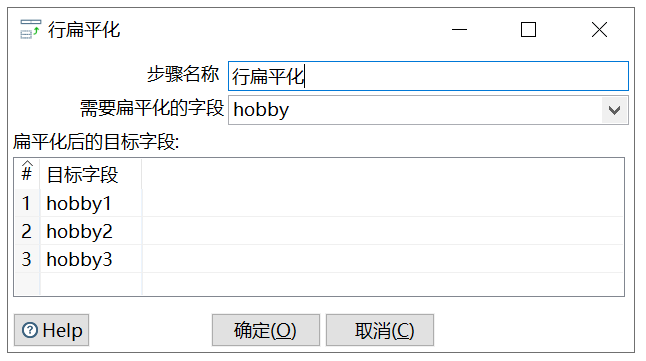 行扁平化
步骤名称 行扁平化
需要扁平化的字段 hobby
扁平化后的目标字段:
# 目标字段
1 hobby1
2 hobby2
3 hobby3
Help 确定(O) 取消(C)